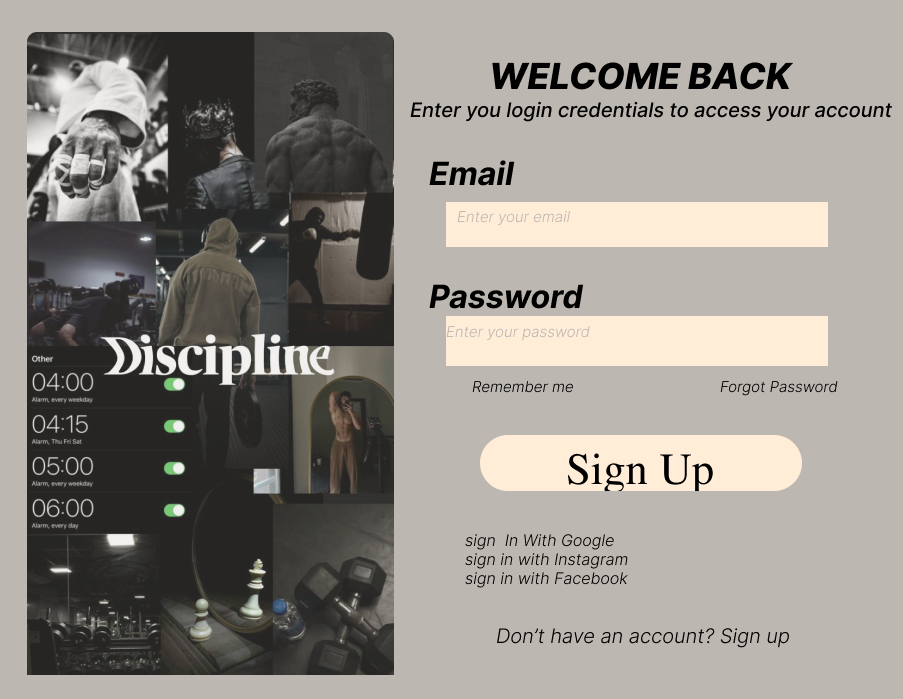 WELCOME BACK
Enter you login credentials to access your account
Email
Enter your email
Password
Enter your password
Remember me
Forgot Password
Sign Up
sign  In With Google
sign in with Instagram
sign in with Facebook
Don’t have an account? Sign up
Discipline
Other
04:00
Alarm, every weekday
04:15
Alarm, Thu Fri Sat
05:00
Alarm, every weekday
06:00
Alarm, every day